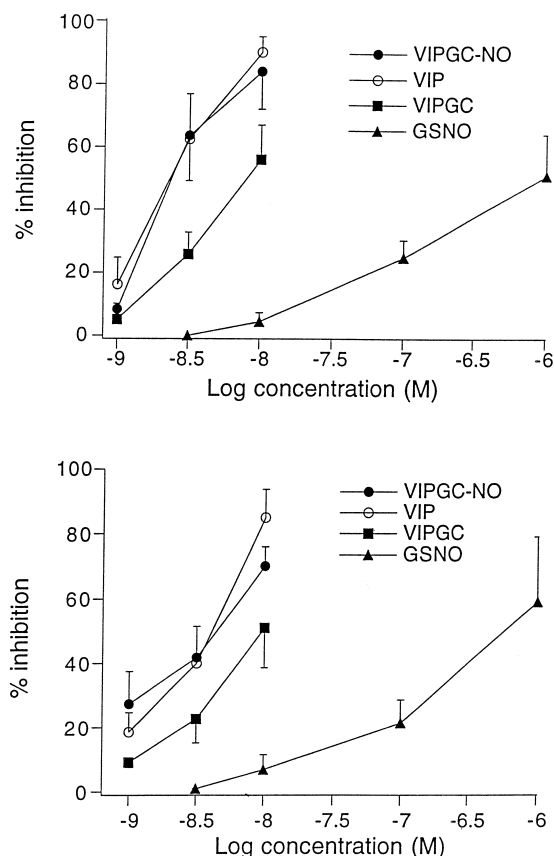 100
80
60
40
20
0
% inhibition
VIPGC-NO
VIP
VIPGC
GSNO
-9 -8.5 -8 -7.5 -7 -6.5 -6
Log concentration (M)
100
80
60
40
20
0
% inhibition
VIPGC-NO
VIP
VIPGC
GSNO
-9 -8.5 -8 -7.5 -7 -6.5 -6
Log concentration (M)